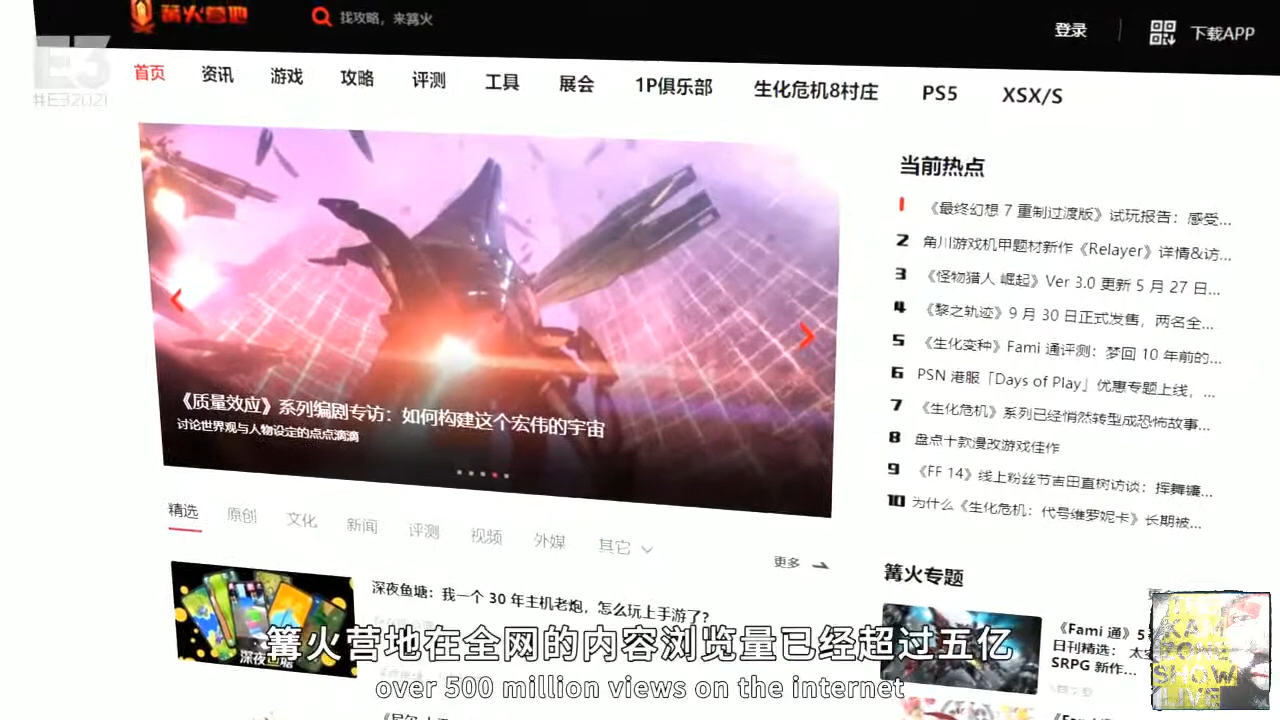 篝火营地
找攻略，来篝火
登录
下载APP
E3
#E32021
首页 资讯 游戏 攻略 评测 工具 展会 1P俱乐部 生化危机8村庄 PS5 XSX/S
《质量效应》系列编剧专访：如何构建这个宏伟的宇宙
讨论世界观与人物设定的点点滴滴
当前热点
1 《最终幻想 7 重制过渡版》试玩报告：感受...
2 角川游戏机甲题材新作《Relayer》详情&访...
3 《怪物猎人 崛起》Ver 3.0 更新 5 月 27 日...
4 《黎之轨迹》9 月 30 日正式发售，两名全...
5 《生化变种》Fami 通评测：梦回 10 年前的...
6 PSN 港服「Days of Play」优惠专题上线，...
7 《生化危机》系列已经悄然转型成恐怖故事...
8 盘点十款漫改游戏佳作
9 《FF 14》线上粉丝节吉田直树访谈：挥舞镰...
10 为什么《生化危机：代号维罗妮卡》长期被...
精选 原创 文化 新闻 评测 视频 外媒 其它
更多
深夜鱼塘：我一个 30 年主机老炮，怎么玩上手游了？
深夜鱼塘
篝火专题
《Fami 通》5
日刊精选：太空
SRPG 新作...
篝火营地在全网的内容浏览量已经超过五亿
over 500 million views on the internet
SHOW
LIVE